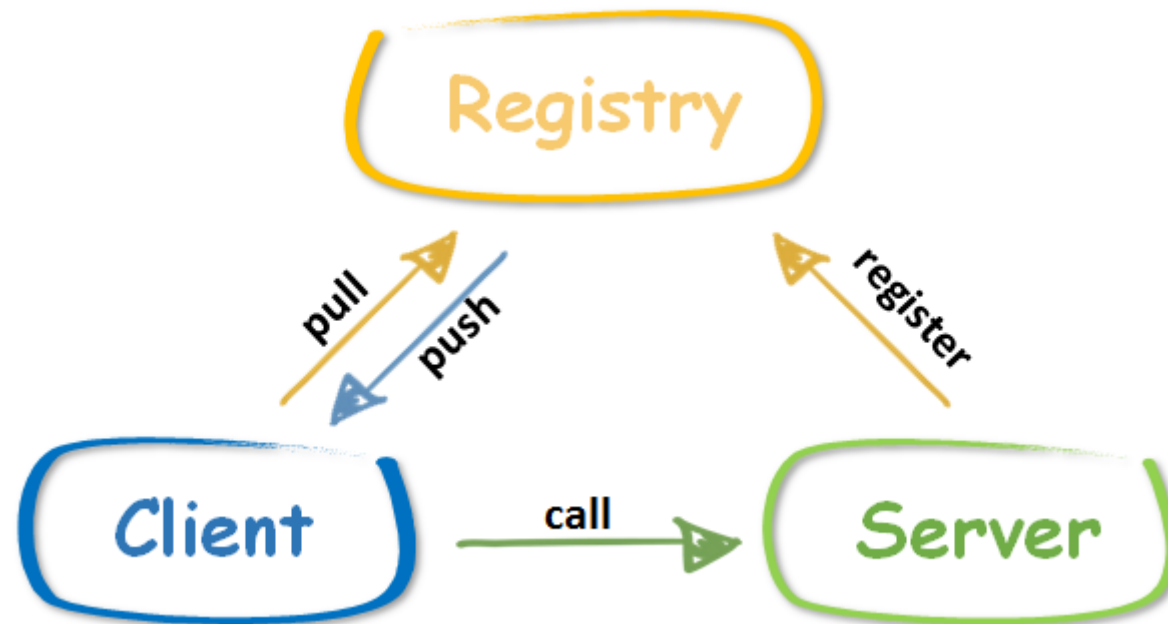 Registry
pull
push
register
Client
call
Server